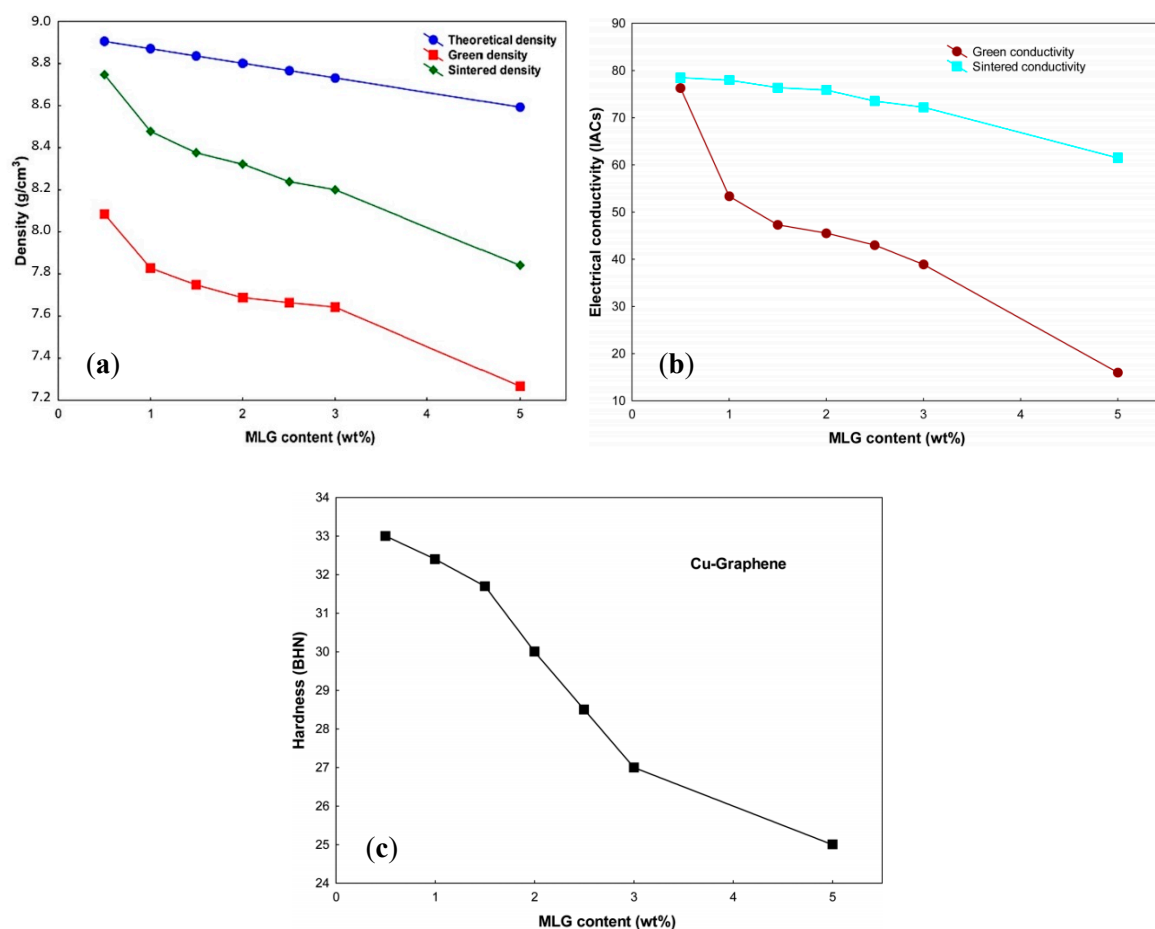 9.0
8.8
8.6
8.4
8.2
8.0
7.8
7.6
7.4
7.2
Density (g/cm³)
Theoretical density
Green density
Sintered density
(a)
0 1 2 3 4 5
MLG content (wt%)
90
80
70
60
50
40
30
20
10
Electrical conductivity (IACs)
Green conductivity
Sintered conductivity
(b)
0 1 2 3 4 5
MLG content (wt%)
34
33
32
31
30
29
28
27
26
25
24
Hardness (BHN)
Cu-Graphene
(c)
0 1 2 3 4 5
MLG content (wt%)